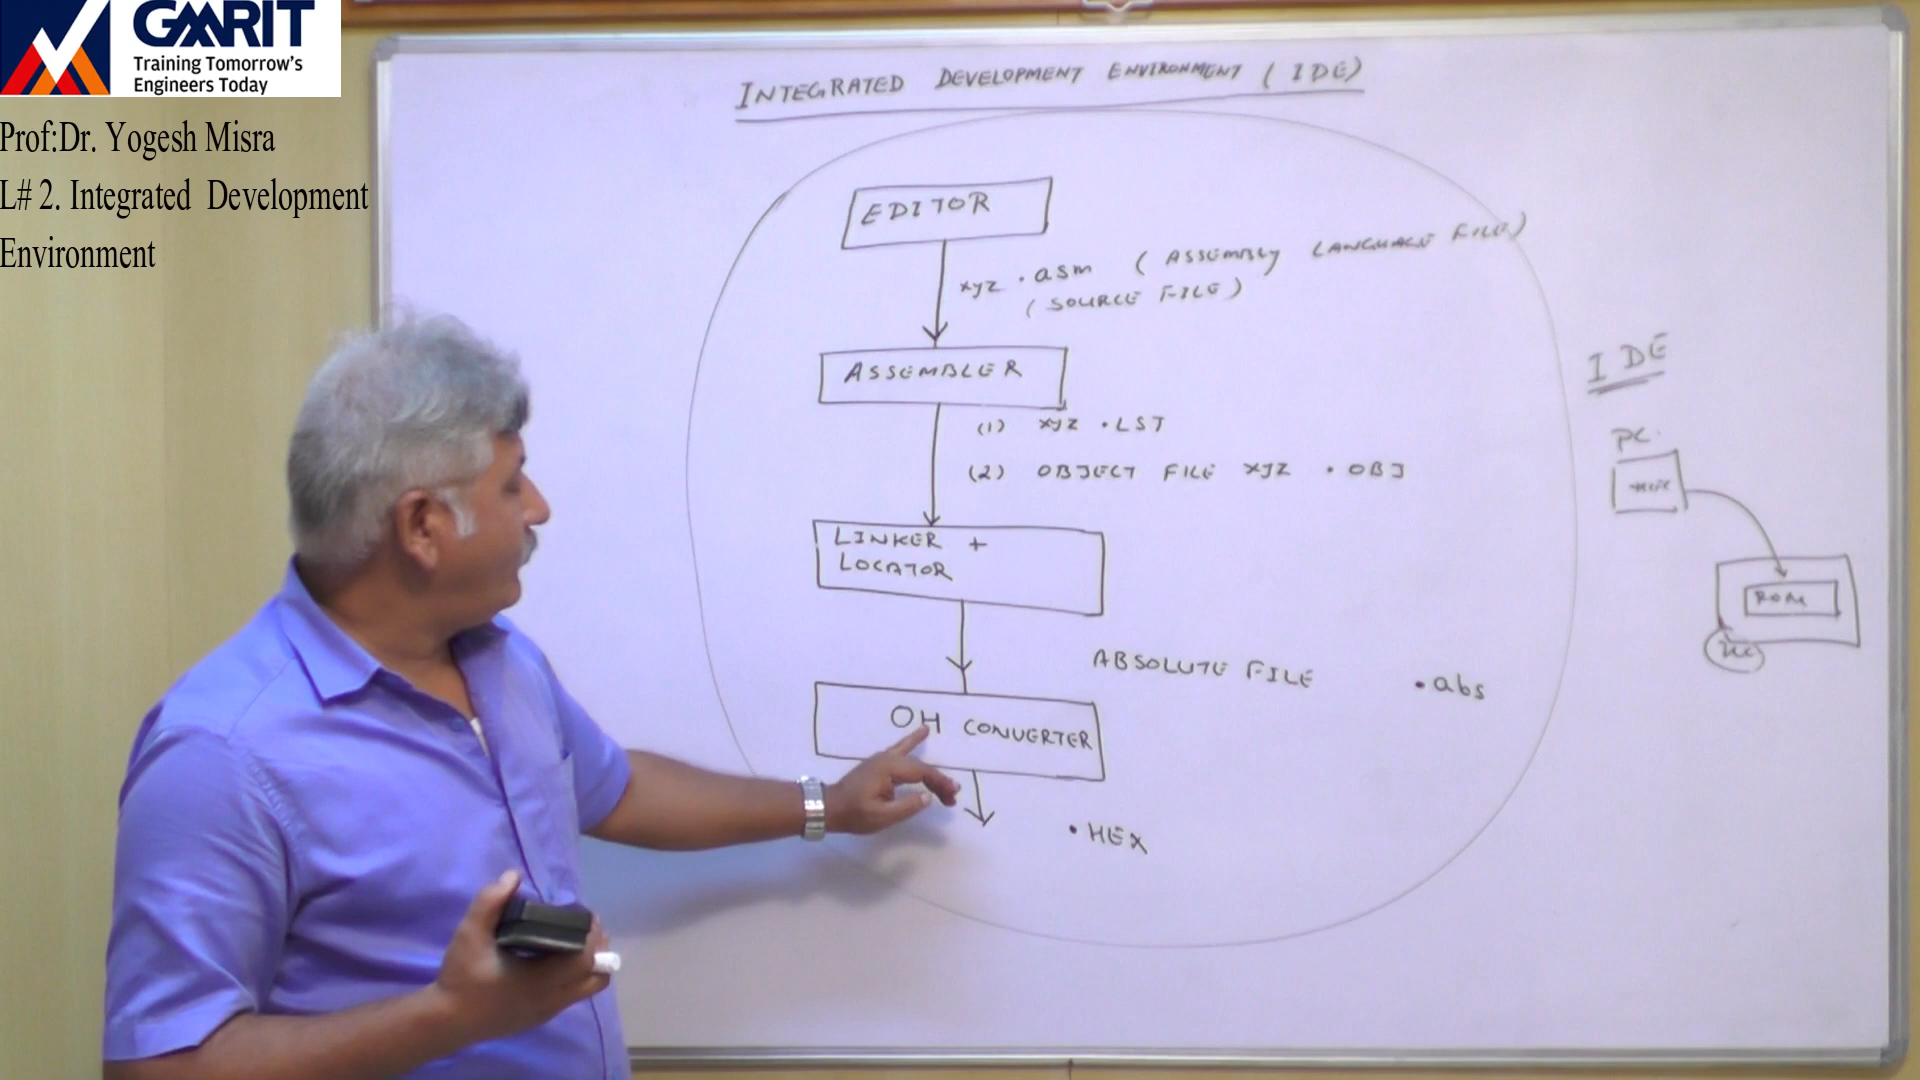 GMRIT
Training Tomorrow's
Engineers Today
Prof:Dr. Yogesh Misra
L# 2. Integrated Development
Environment
INTEGRATED DEVELOPMENT ENVIRONMENT (IDE)
EDITOR
xyz .asm (ASSEMBLY LANGUAGE FILE)
(SOURCE FILE)
ASSEMBLER
(1) xyz .LST
(2) OBJECT FILE XYZ .OBJ
LINKER +
LOCATOR
ABSOLUTE FILE .abs
OH CONVERTER
.HEX
IDE
PC.
HEX
ROM